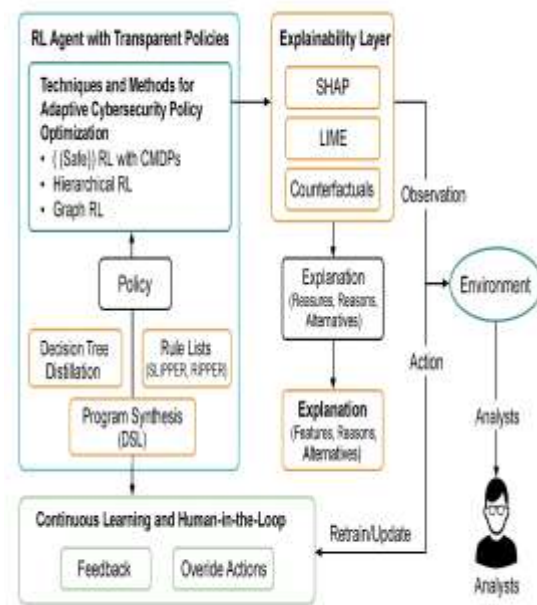 RL Agent with Transparent Policies
Techniques and Methods for
Adaptive Cybersecurity Policy
Optimization
• ((Safe)) RL with CMDPs
• Hierarchical RL
• Graph RL
Policy
Decision Tree
Distillation
Rule Lists
(SLIPPER, RIPPER)
Program Synthesis
(DSL)
Explainability Layer
SHAP
LIME
Counterfactuals
Explanation
(Reasures, Reasons,
Alternatives)
Explanation
(Features, Reasons,
Alternatives)
Observation
Action
Environment
Analysts
Analysts
Continuous Learning and Human-in-the-Loop
Feedback
Overide Actions
Retrain/Update